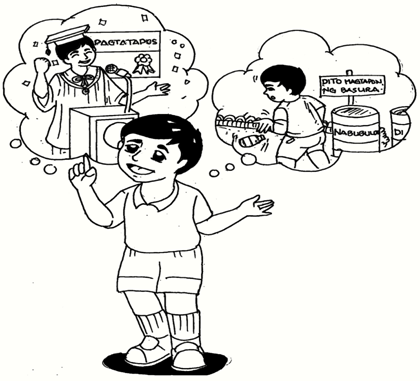 PAGTATAPOS
DITO MAGTAPON
NG BASURA.
NABUBULOK
DI